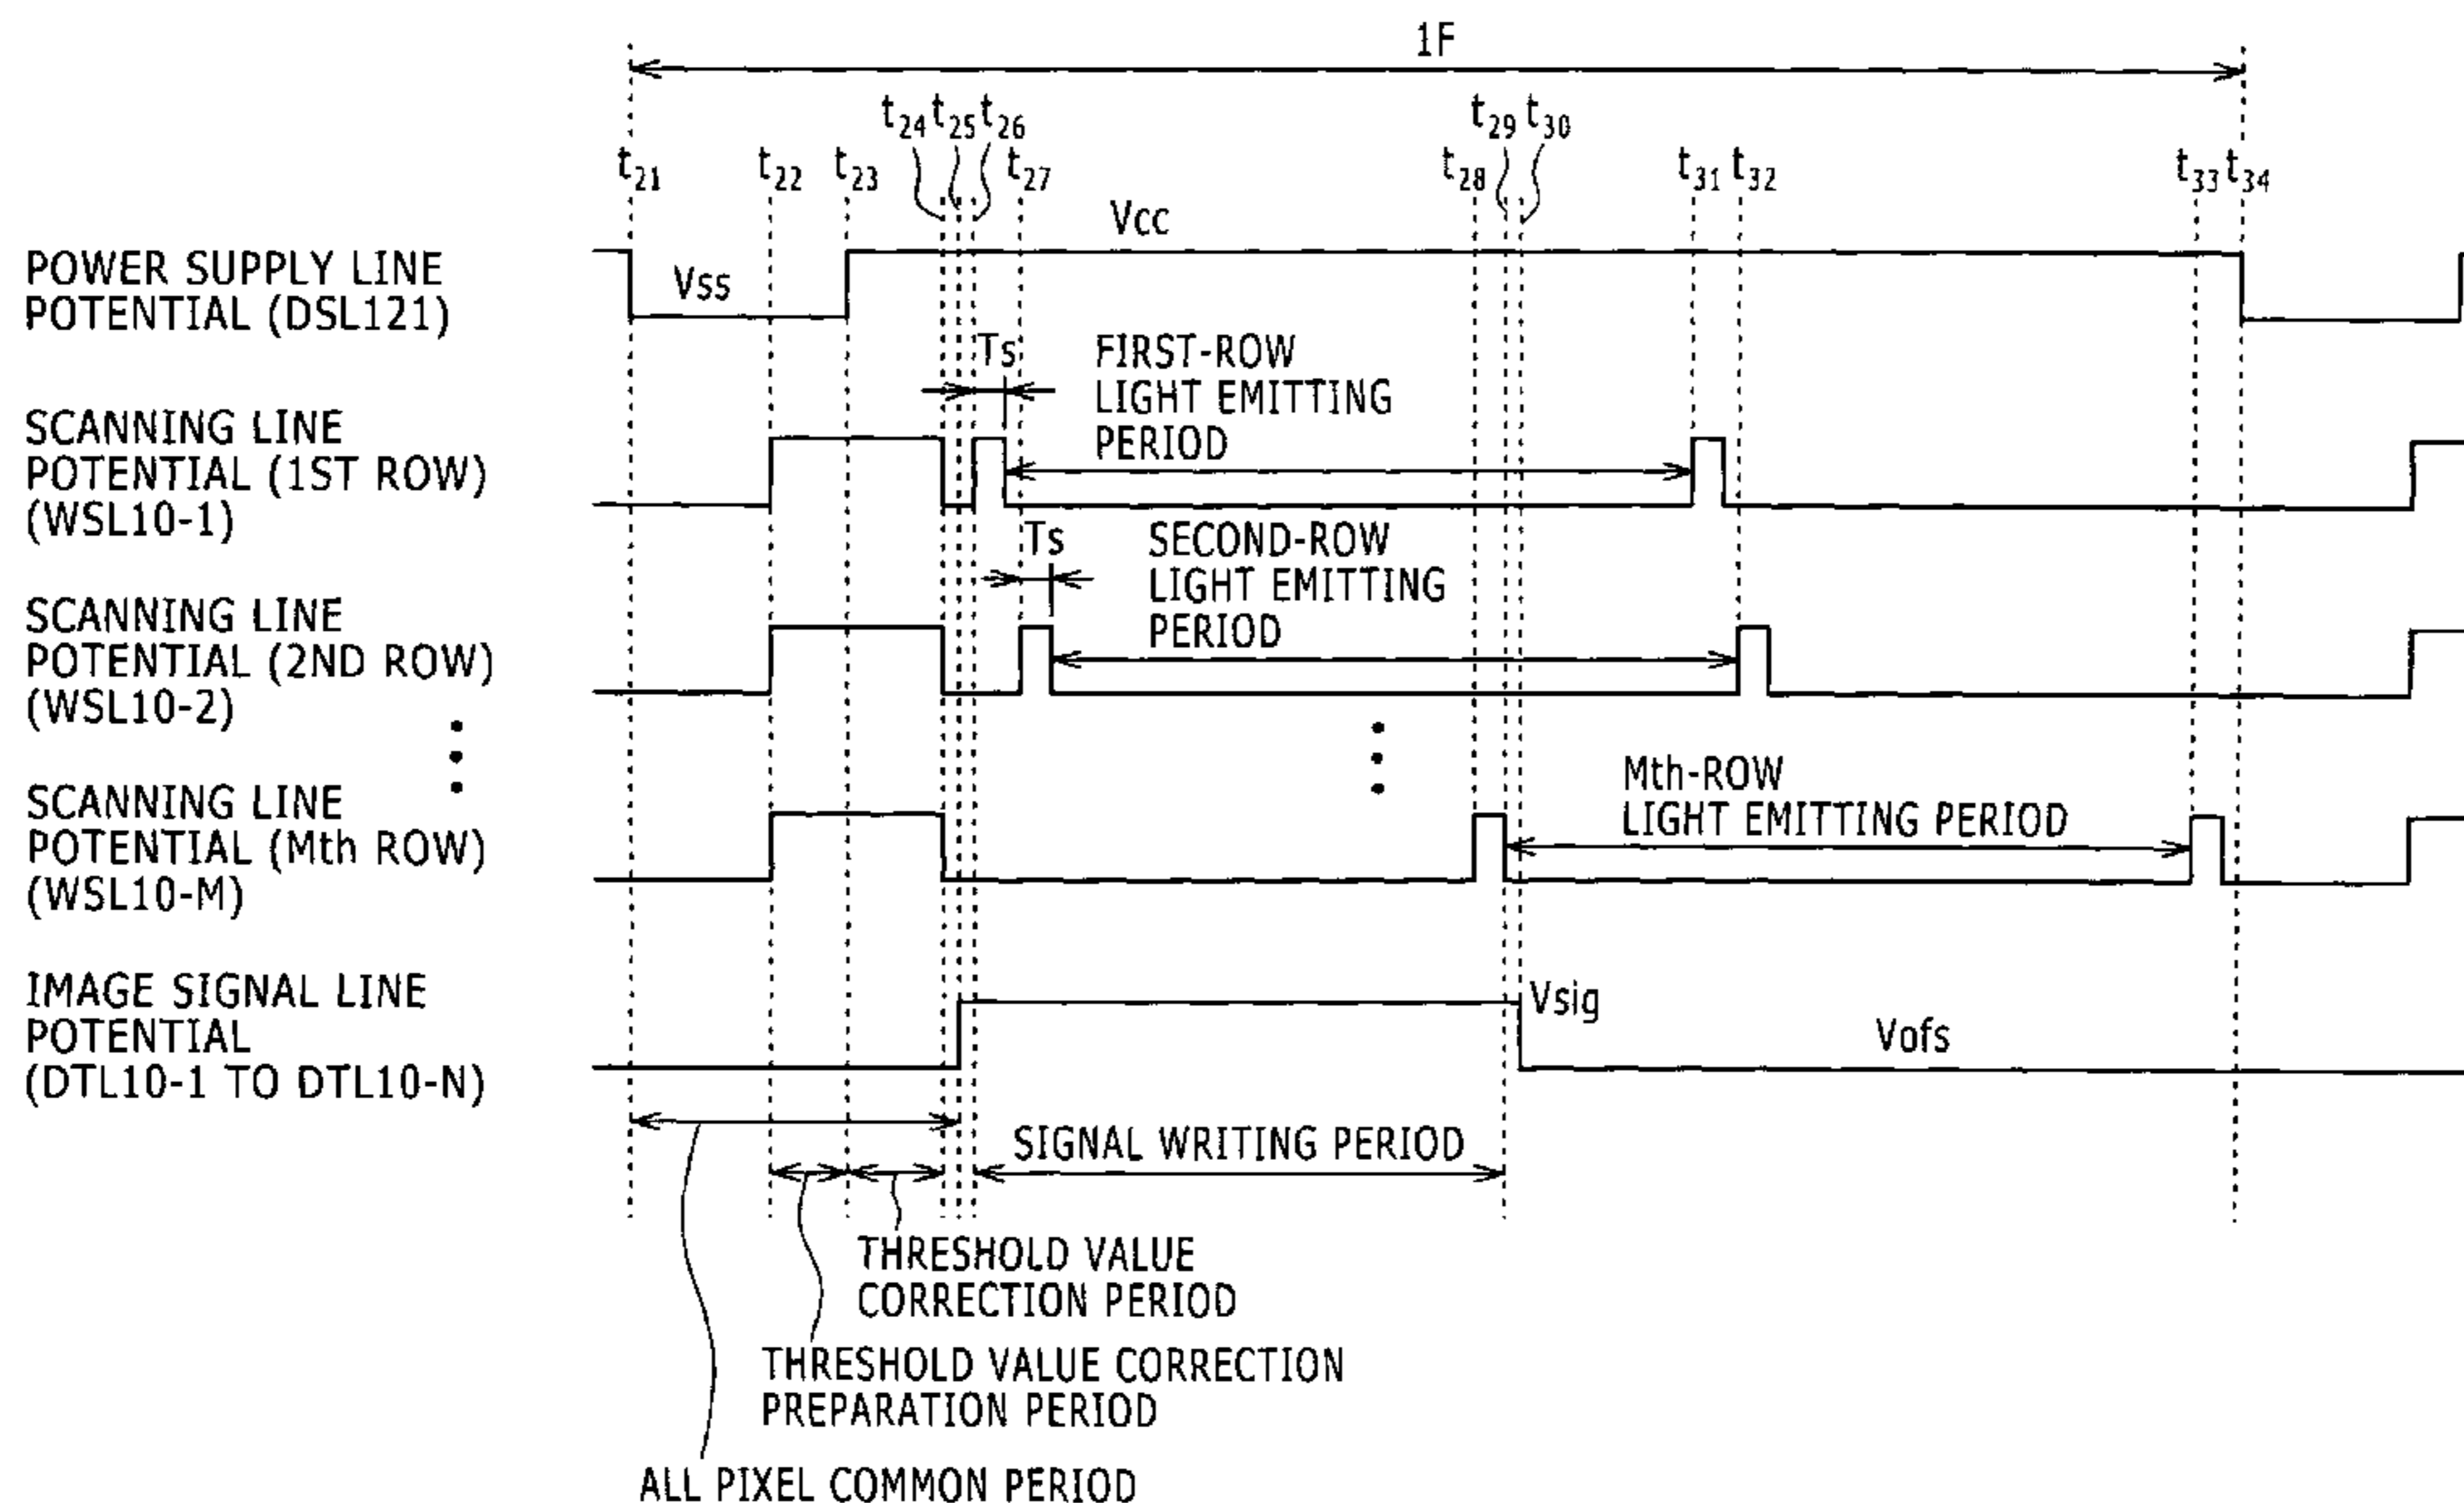 1F
t24 t25 t26
t29 t30
t21
t22
t23
t27
t28
t31 t32
t33 t34
Vcc
POWER SUPPLY LINE
POTENTIAL (DSL121)
Vss
Ts
FIRST-ROW
LIGHT EMITTING
PERIOD
SCANNING LINE
POTENTIAL (1ST ROW)
(WSL10-1)
Ts
SECOND-ROW
LIGHT EMITTING
PERIOD
SCANNING LINE
POTENTIAL (2ND ROW)
(WSL10-2)
Mth-ROW
LIGHT EMITTING PERIOD
SCANNING LINE
POTENTIAL (Mth ROW)
(WSL10-M)
IMAGE SIGNAL LINE
POTENTIAL
(DTL10-1 TO DTL10-N)
Vsig
Vofs
SIGNAL WRITING PERIOD
THRESHOLD VALUE
CORRECTION PERIOD
THRESHOLD VALUE CORRECTION
PREPARATION PERIOD
ALL PIXEL COMMON PERIOD